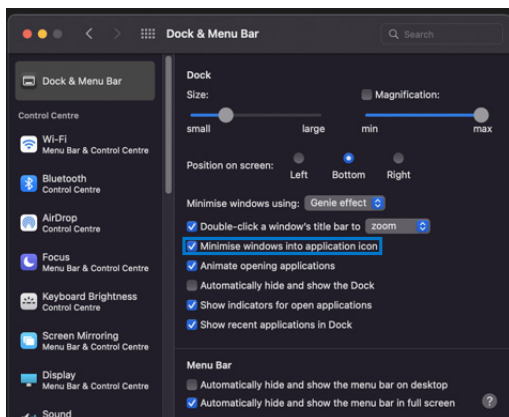 Dock & Menu Bar
Search
Dock & Menu Bar
Control Centre
Wi-Fi
Menu Bar & Control Centre
Bluetooth
Control Centre
AirDrop
Control Centre
Focus
Menu Bar & Control Centre
Keyboard Brightness
Control Centre
Screen Mirroring
Menu Bar & Control Centre
Display
Menu Bar & Control Centre
Sound
Dock
Size:
Magnification:
small large min max
Position on screen:
Left Bottom Right
Minimise windows using: Genie effect
Double-click a window's title bar to zoom
Minimise windows into application icon
Animate opening applications
Automatically hide and show the Dock
Show indicators for open applications
Show recent applications in Dock
Menu Bar
Automatically hide and show the menu bar on desktop
Automatically hide and show the menu bar in full screen
?